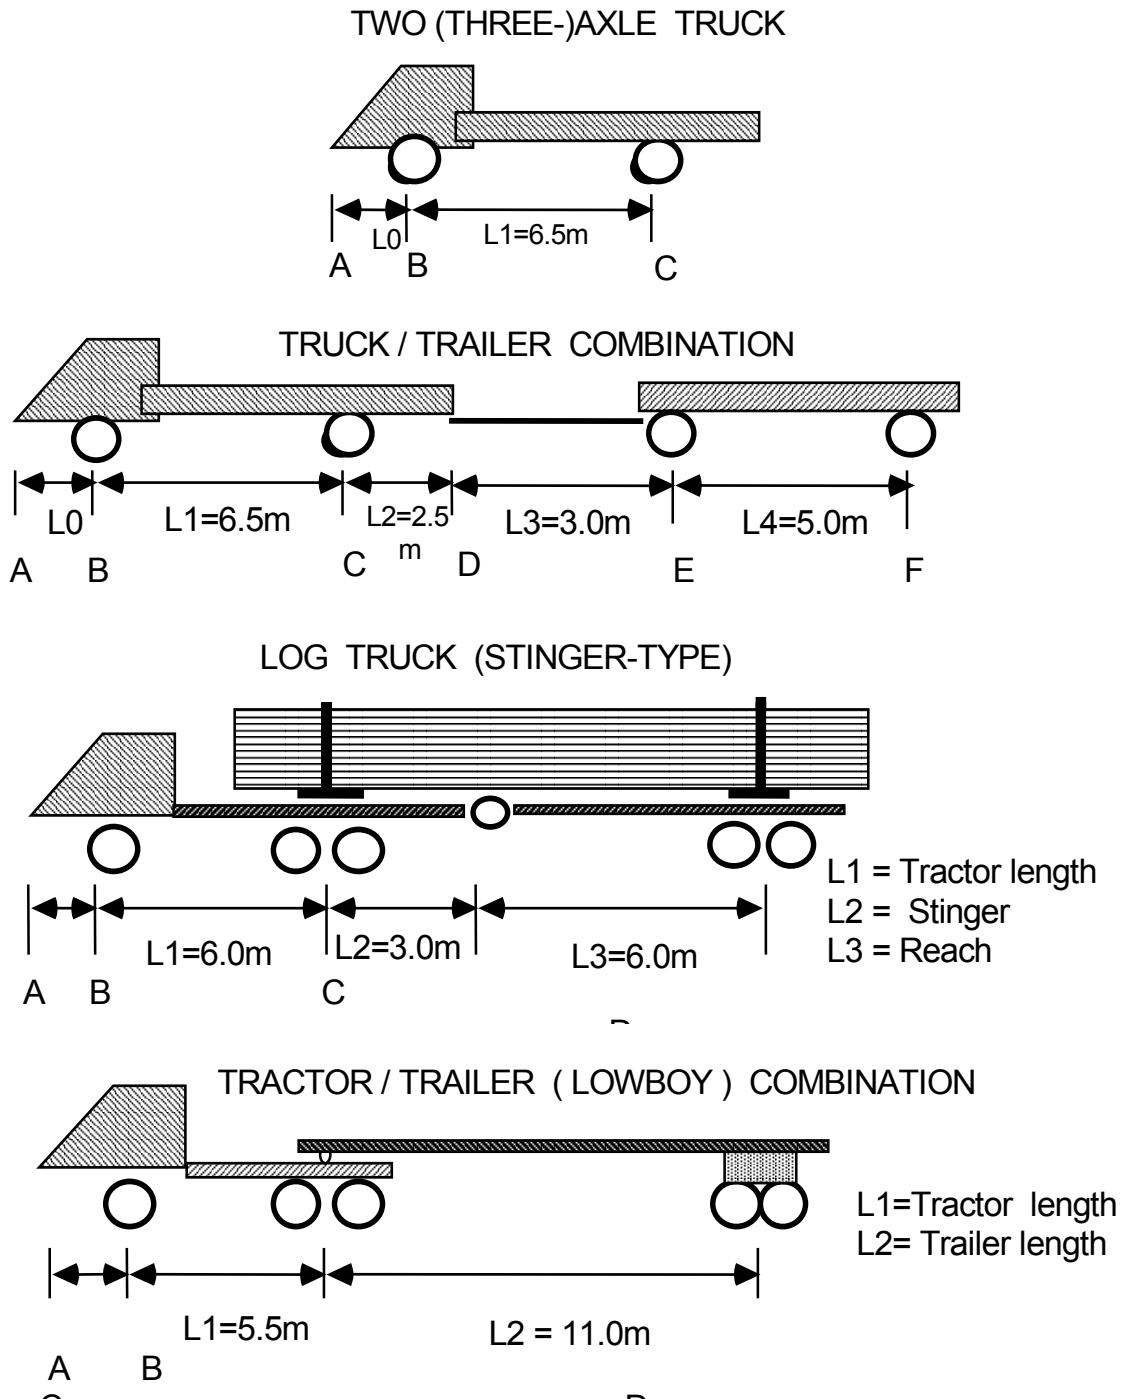 TWO (THREE-)AXLE TRUCK
L0 L1=6.5m
A B C
TRUCK / TRAILER COMBINATION
L0 L1=6.5m L2=2.5 m L3=3.0m L4=5.0m
A B C D E F
LOG TRUCK (STINGER-TYPE)
L1 = Tractor length
L2 = Stinger
L3 = Reach
L1=6.0m L2=3.0m L3=6.0m
A B C
TRACTOR / TRAILER ( LOWBOY ) COMBINATION
L1=Tractor length
L2= Trailer length
L1=5.5m L2 = 11.0m
A B